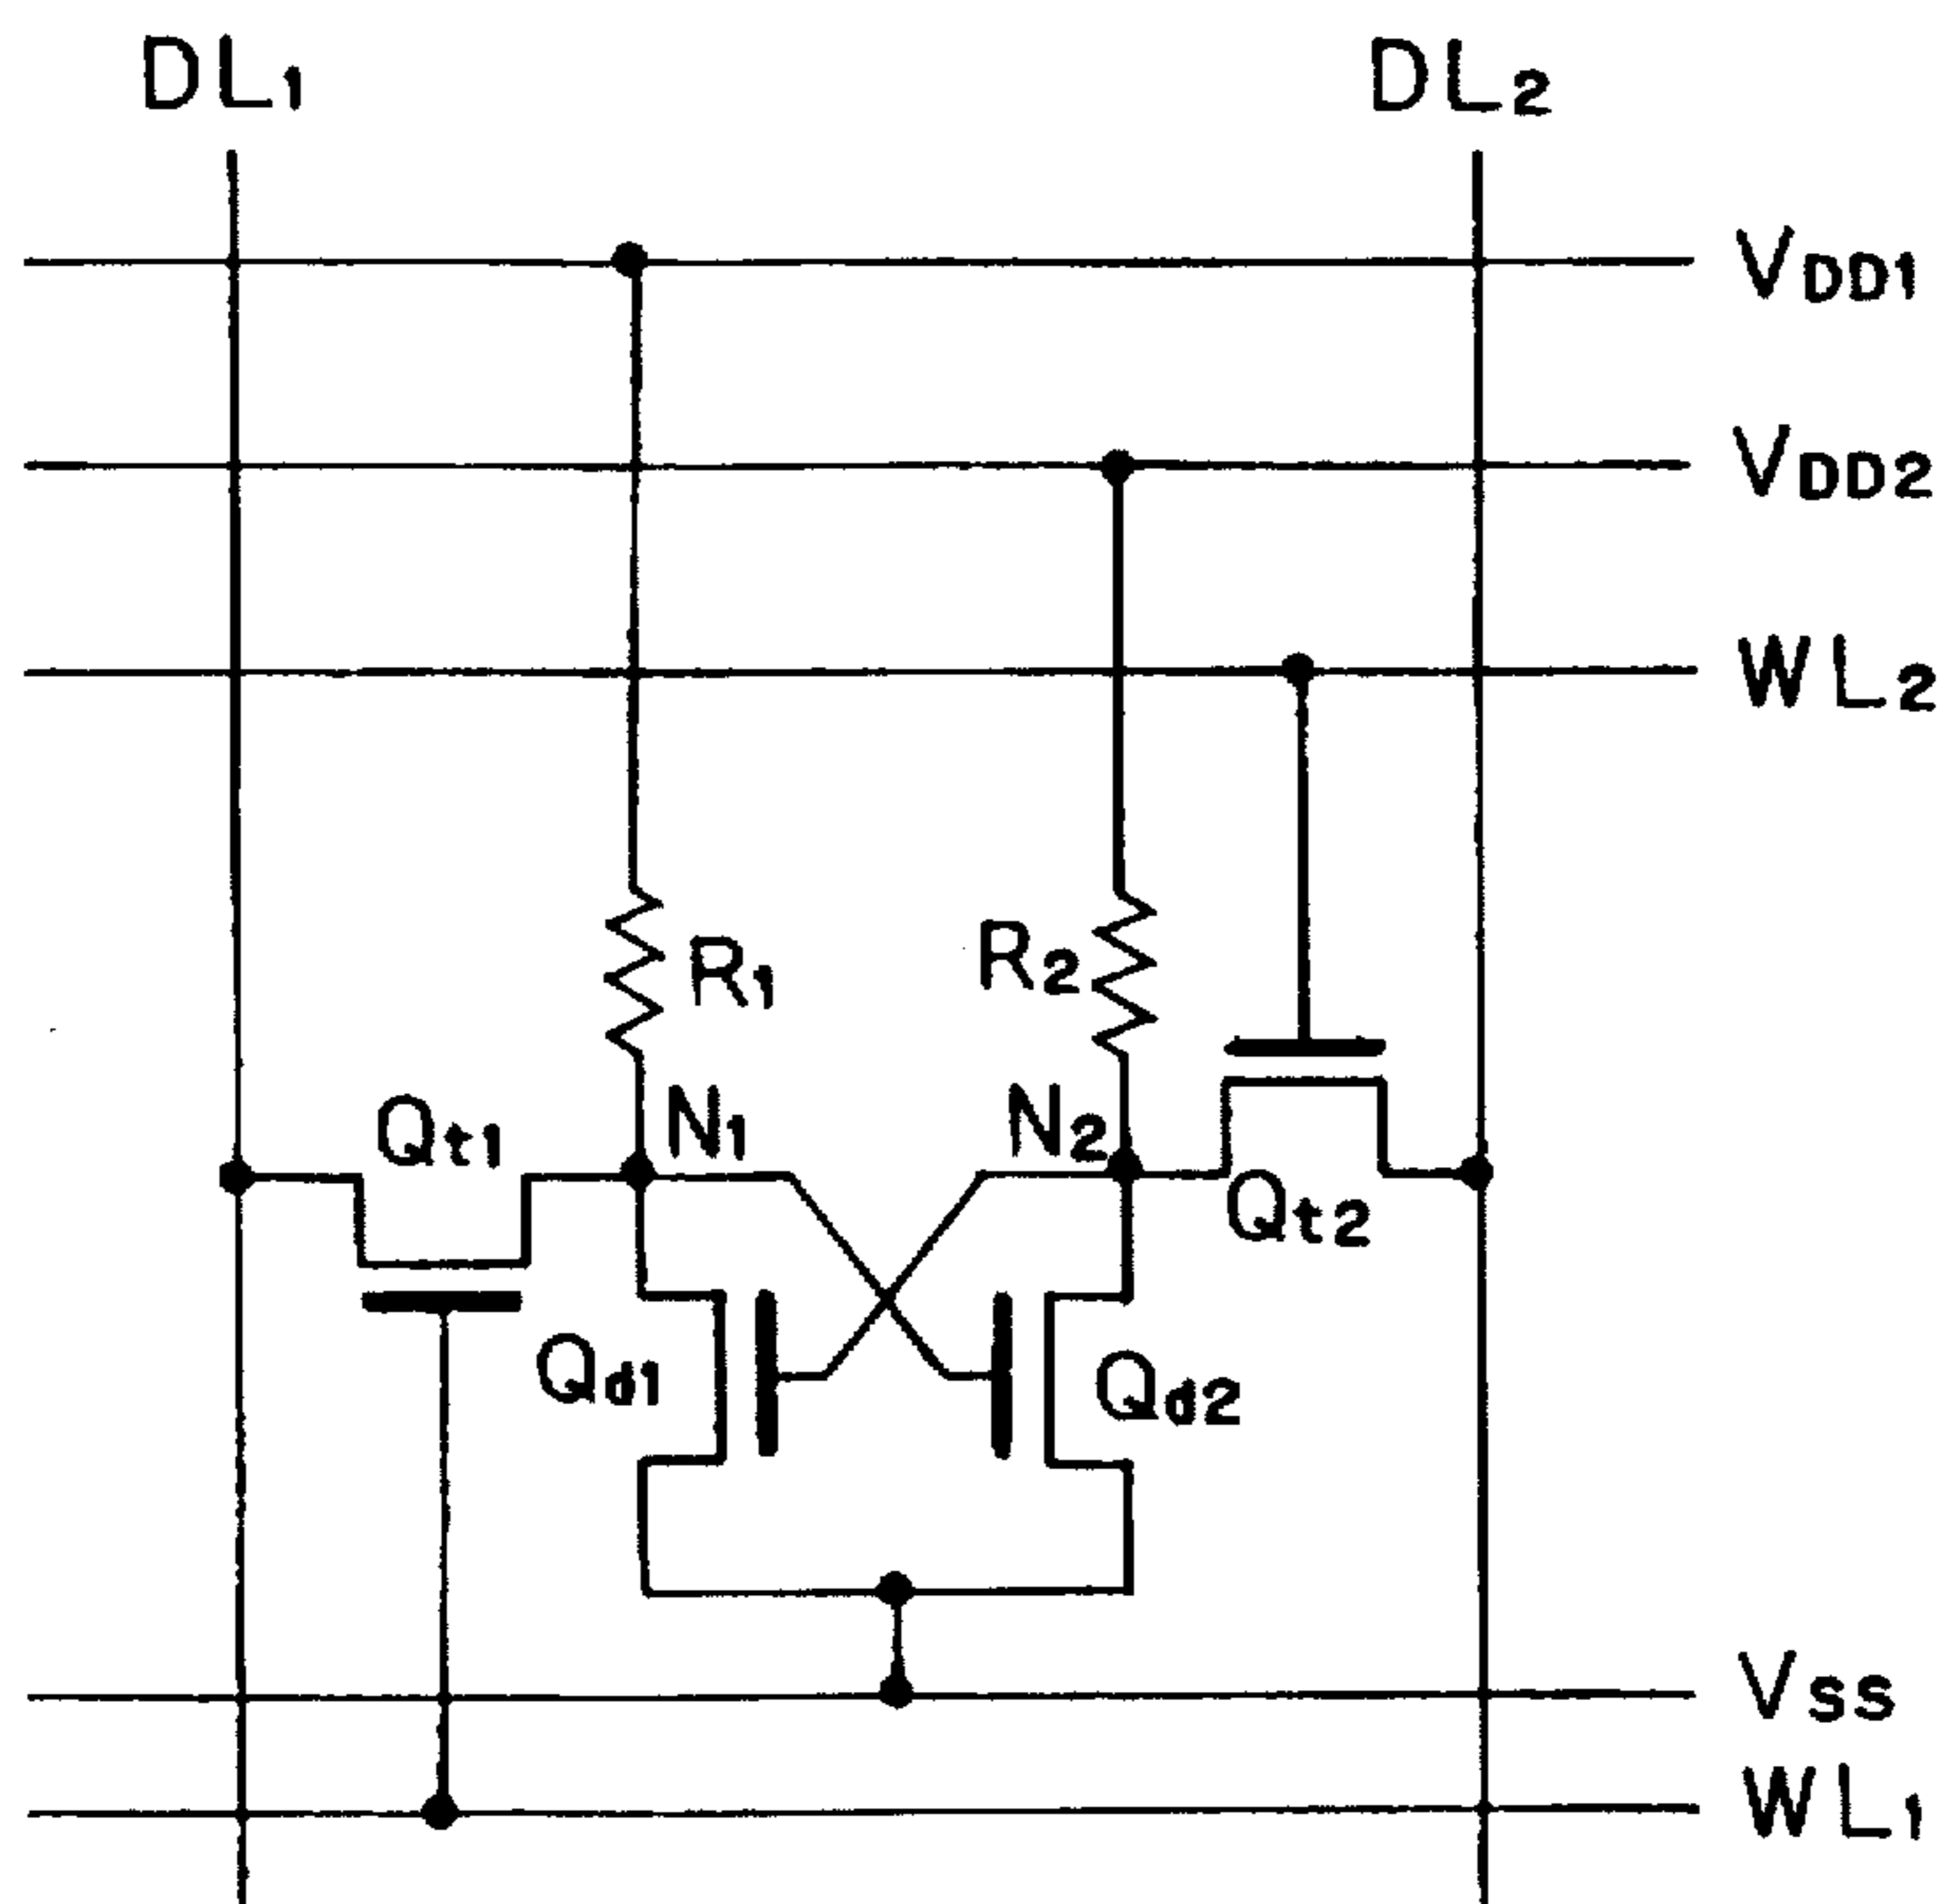 DL1
DL2
VDD1
VDD2
WL2
R1
R2
N1
N2
Qt1
Qt2
Qd1
Qd2
Vss
WL1